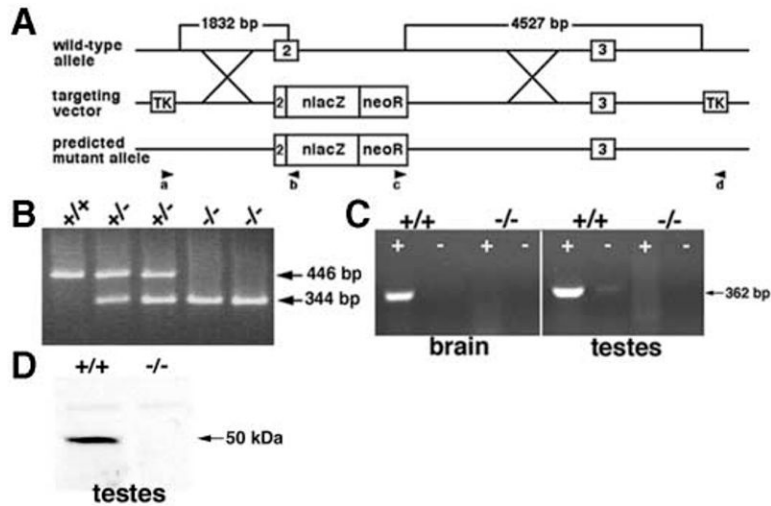 A
1832 bp
4527 bp
wild-type
allele
2
3
targeting
vector
TK
2 nlacZ neoR
3
TK
predicted
mutant allele
2 nlacZ neoR
3
a b c d
B
+/+ +/- +/- -/- -/-
446 bp
344 bp
C
+/+ -/- +/+ -/-
+ - + - + - + -
362 bp
brain testes
D
+/+ -/-
50 kDa
testes